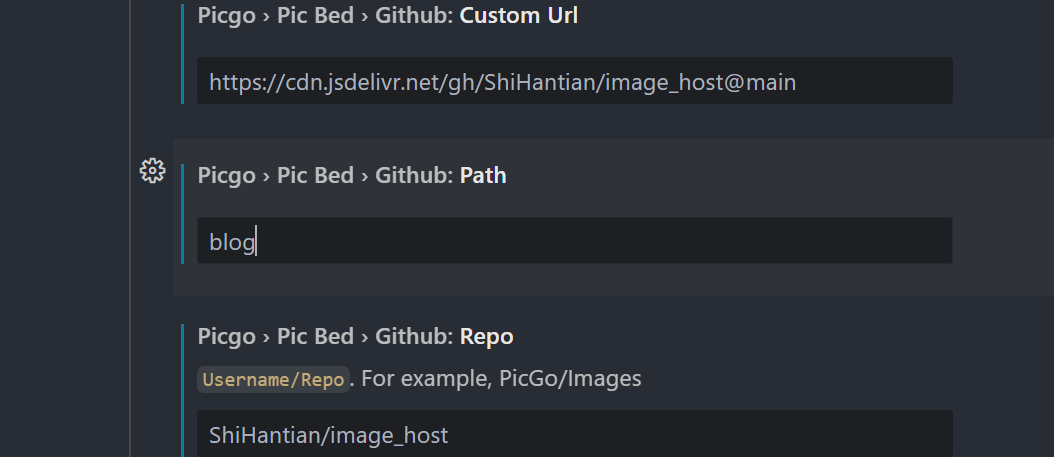 Picgo › Pic Bed › Github: Custom Url
https://cdn.jsdelivr.net/gh/ShiHantian/image_host@main
Picgo › Pic Bed › Github: Path
blog
Picgo › Pic Bed › Github: Repo
Username/Repo. For example, PicGo/Images
ShiHantian/image_host